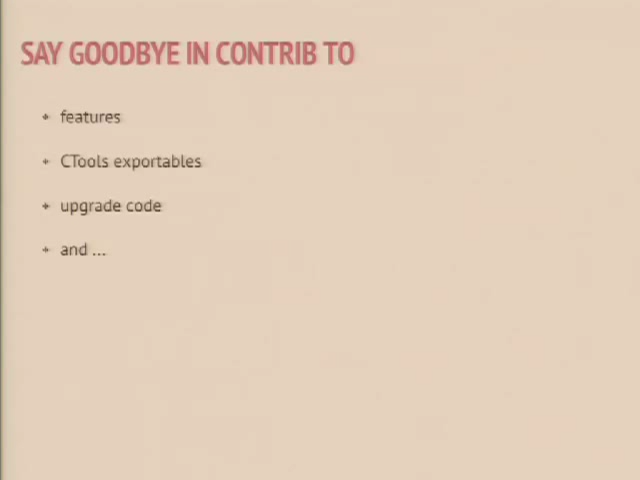 SAY GOODBYE IN CONTRIB TO
features
CTools exportables
upgrade code
and ...